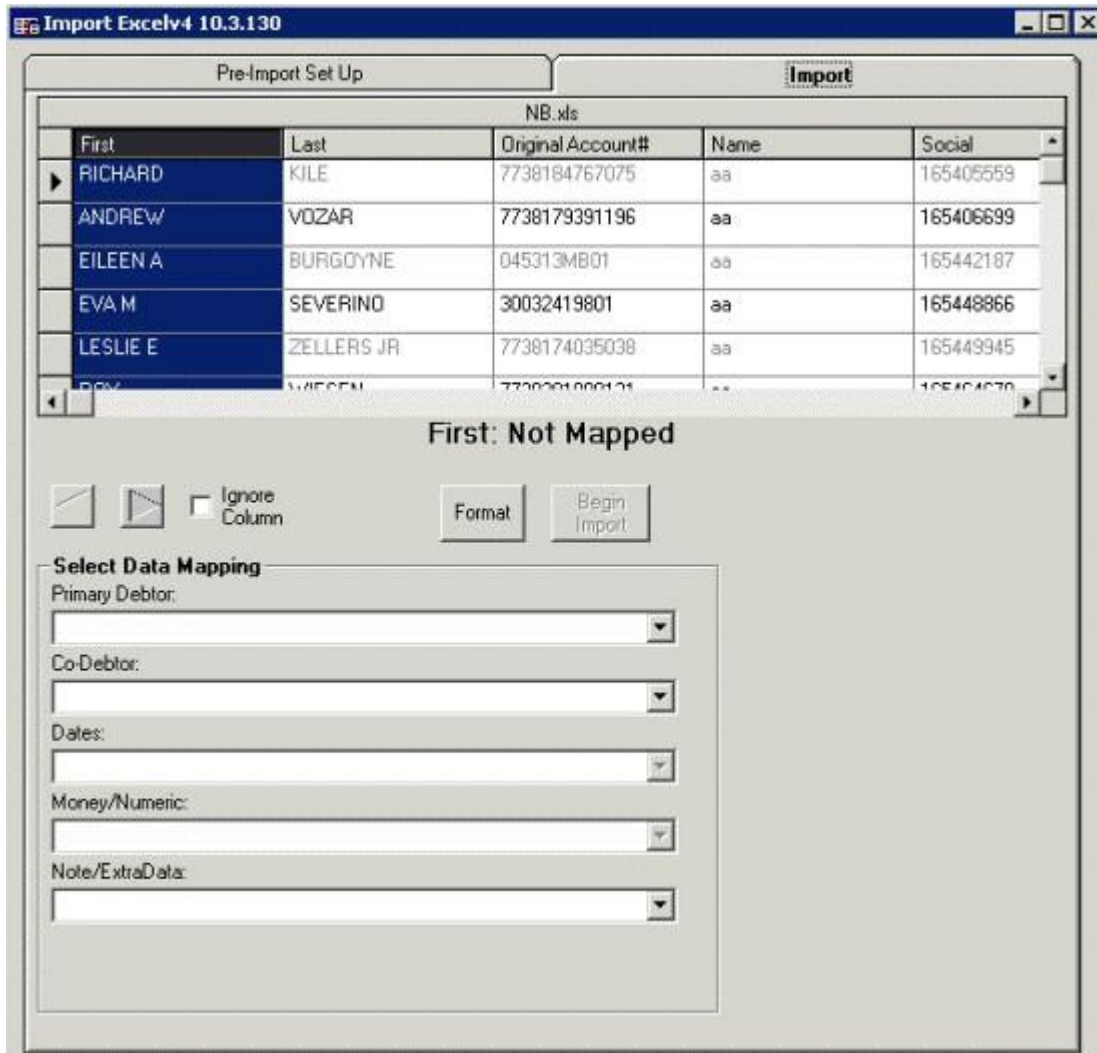 Import Excelv4 10.3.130
Pre-Import Set Up Import
NB.xls
First Last Original Account# Name Social
RICHARD KILE 7738184767075 aa 165405559
ANDREW VOZAR 7738179391196 aa 165406699
EILEEN A BURGOYNE 045313MB01 aa 165442187
EVA M SEVERINO 30032419801 aa 165448866
LESLIE E ZELLERS JR 7738174035038 aa 165449945
First: Not Mapped
Ignore
Column
Format
Begin
Import
Select Data Mapping
Primary Debtor:
Co-Debtor:
Dates:
Money/Numeric:
Note/ExtraData: